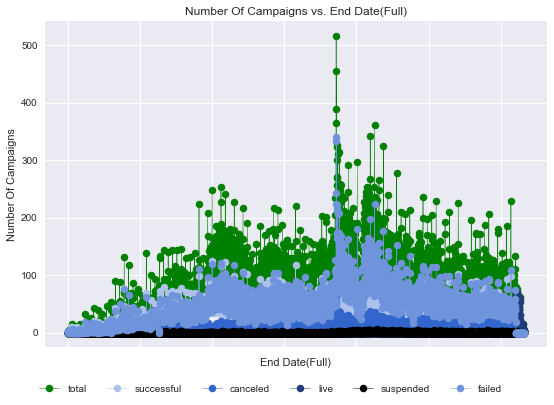 Number Of Campaigns vs. End Date(Full)
500
400
300
200
100
0
Number Of Campaigns
End Date(Full)
total successful canceled live suspended failed